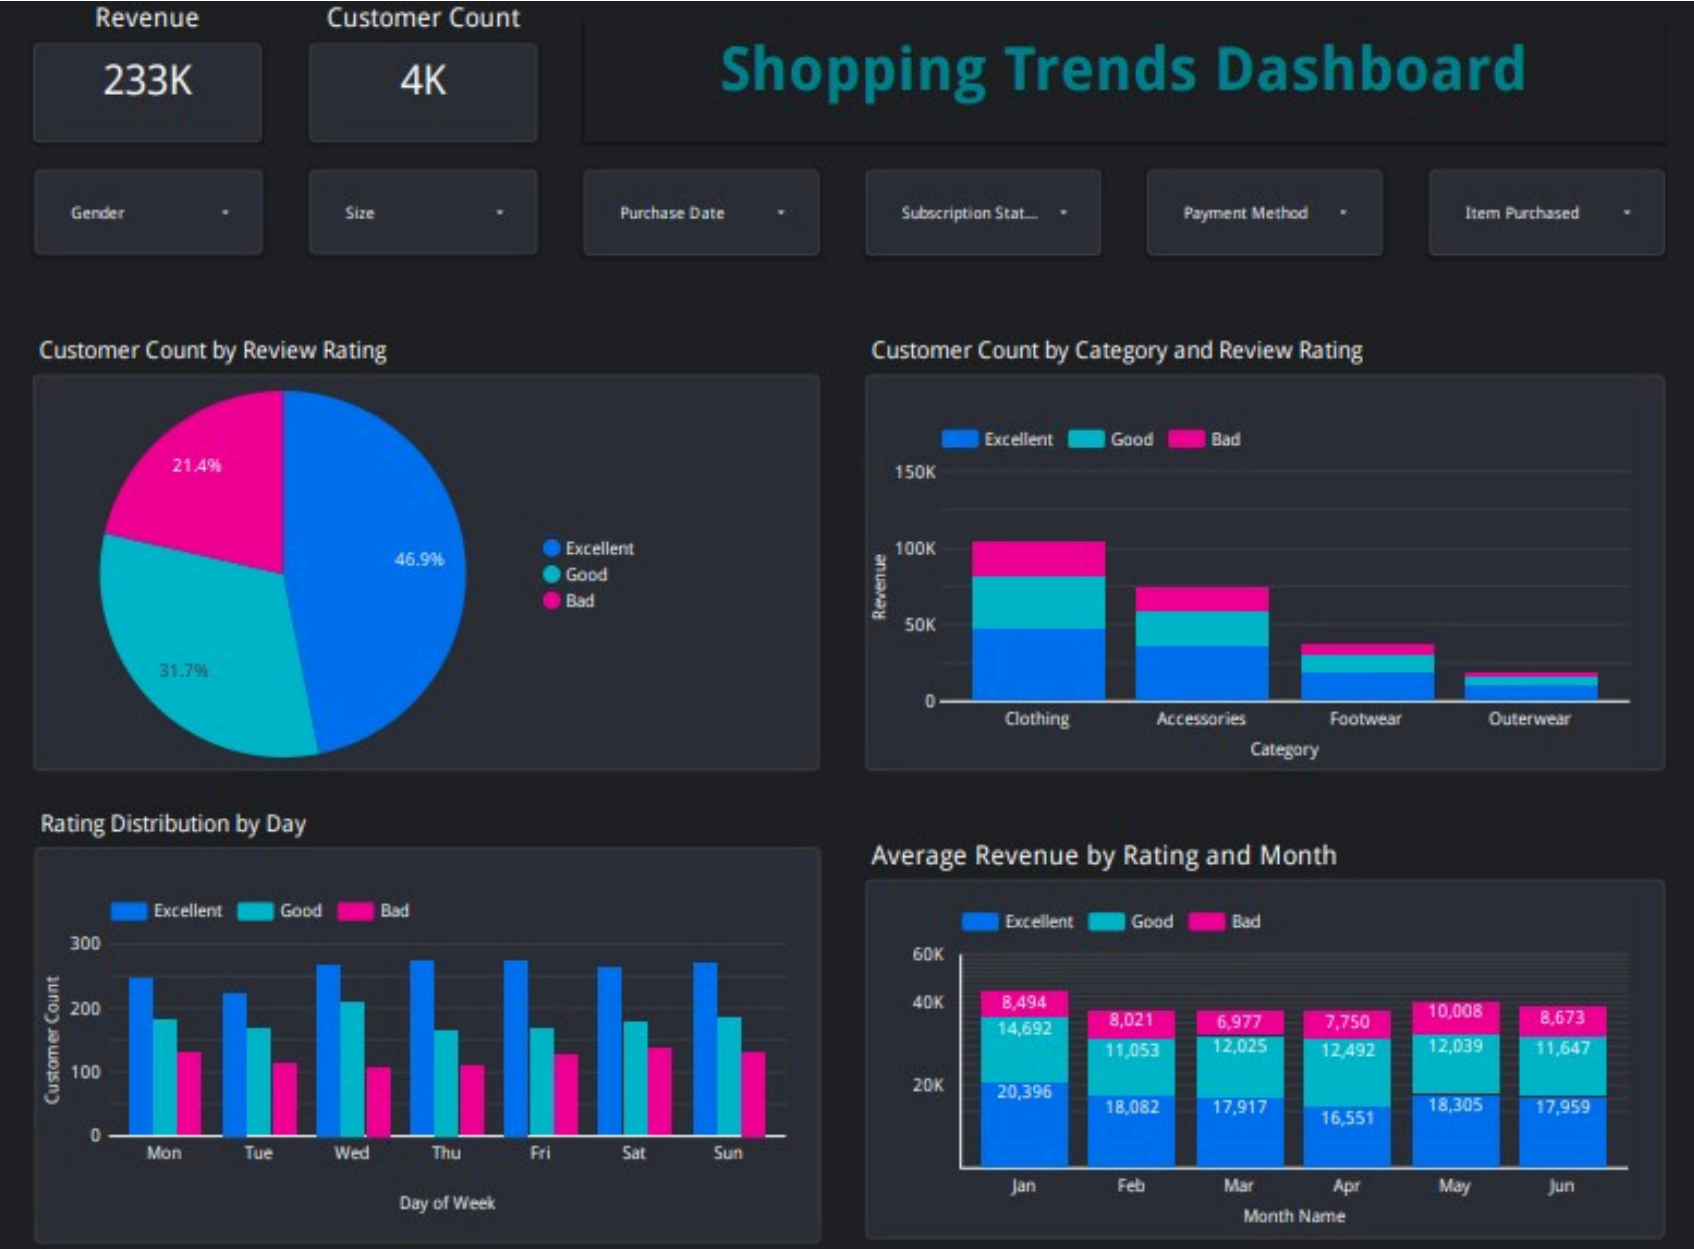 Revenue
Customer Count
233K
4K
Shopping Trends Dashboard
Gender
Size
Purchase Date
Subscription Stat...
Payment Method
Item Purchased
Customer Count by Review Rating
21.4%
46.9%
31.7%
Excellent
Good
Bad
Customer Count by Category and Review Rating
Excellent Good Bad
150K
100K
50K
0
Revenue
Clothing Accessories Footwear Outerwear
Category
Rating Distribution by Day
Excellent Good Bad
300
200
100
0
Customer Count
Mon Tue Wed Thu Fri Sat Sun
Day of Week
Average Revenue by Rating and Month
Excellent Good Bad
60K
40K
20K
8,494 8,021 6,977 7,750 10,008 8,673
14,692 11,053 12,025 12,492 12,039 11,647
20,396 18,082 17,917 16,551 18,305 17,959
Jan Feb Mar Apr May Jun
Month Name